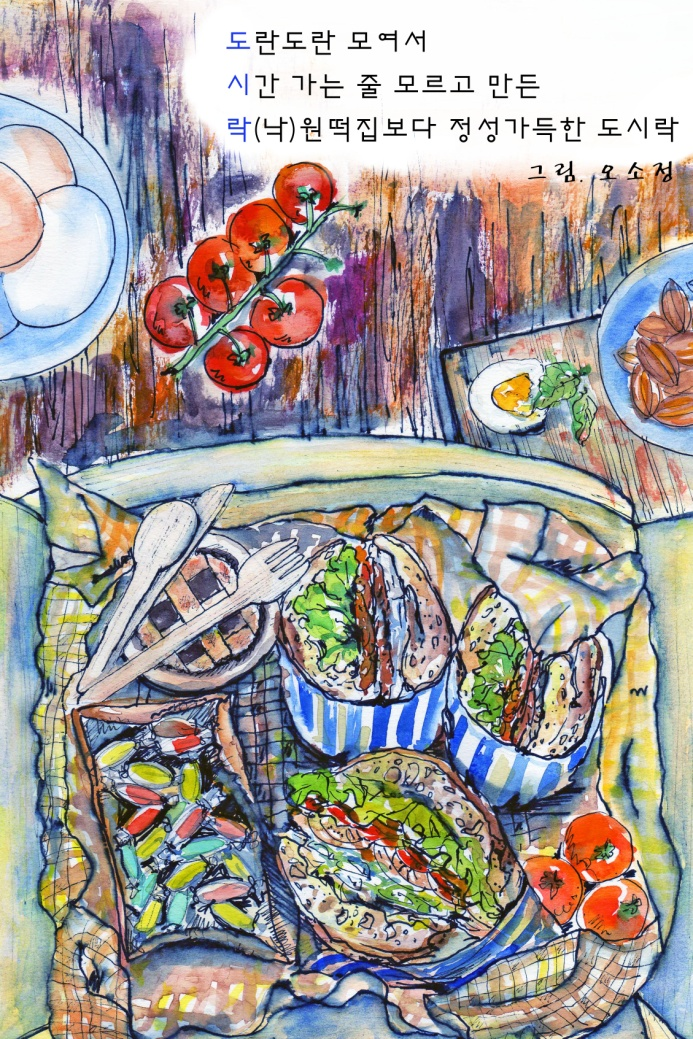 도란도란 모여서
시간 가는 줄 모르고 만든
락(낙)원떡집보다 정성가득한 도시락
그림. 오소정